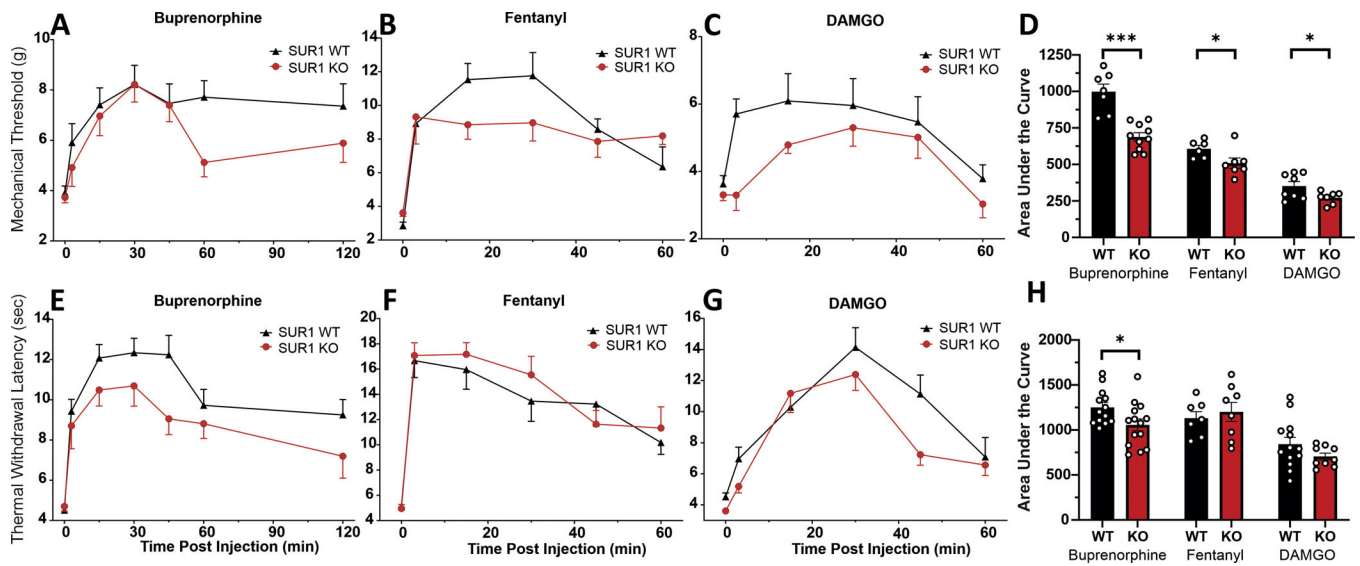 A
Buprenorphine
Mechanical Threshold (g)
10
8
6
4
2
0
30
60
90
120
SUR1 WT
SUR1 KO
B
Fentanyl
14
12
10
8
6
4
2
0
20
40
60
SUR1 WT
SUR1 KO
C
DAMGO
8
6
4
2
0
20
40
60
SUR1 WT
SUR1 KO
D
Area Under the Curve
1250
1000
750
500
250
0
***
*
*
WT KO WT KO WT KO
Buprenorphine Fentanyl DAMGO
E
Buprenorphine
Thermal Withdrawal Latency (sec)
14
12
10
8
6
4
0
30
60
90
120
SUR1 WT
SUR1 KO
Time Post Injection (min)
F
Fentanyl
20
18
16
14
12
10
8
6
4
0
20
40
60
SUR1 WT
SUR1 KO
Time Post Injection (min)
G
DAMGO
16
14
12
10
8
6
4
0
20
40
60
SUR1 WT
SUR1 KO
Time Post Injection (min)
H
Area Under the Curve
2000
1500
1250
1000
750
500
250
0
*
WT KO WT KO WT KO
Buprenorphine Fentanyl DAMGO